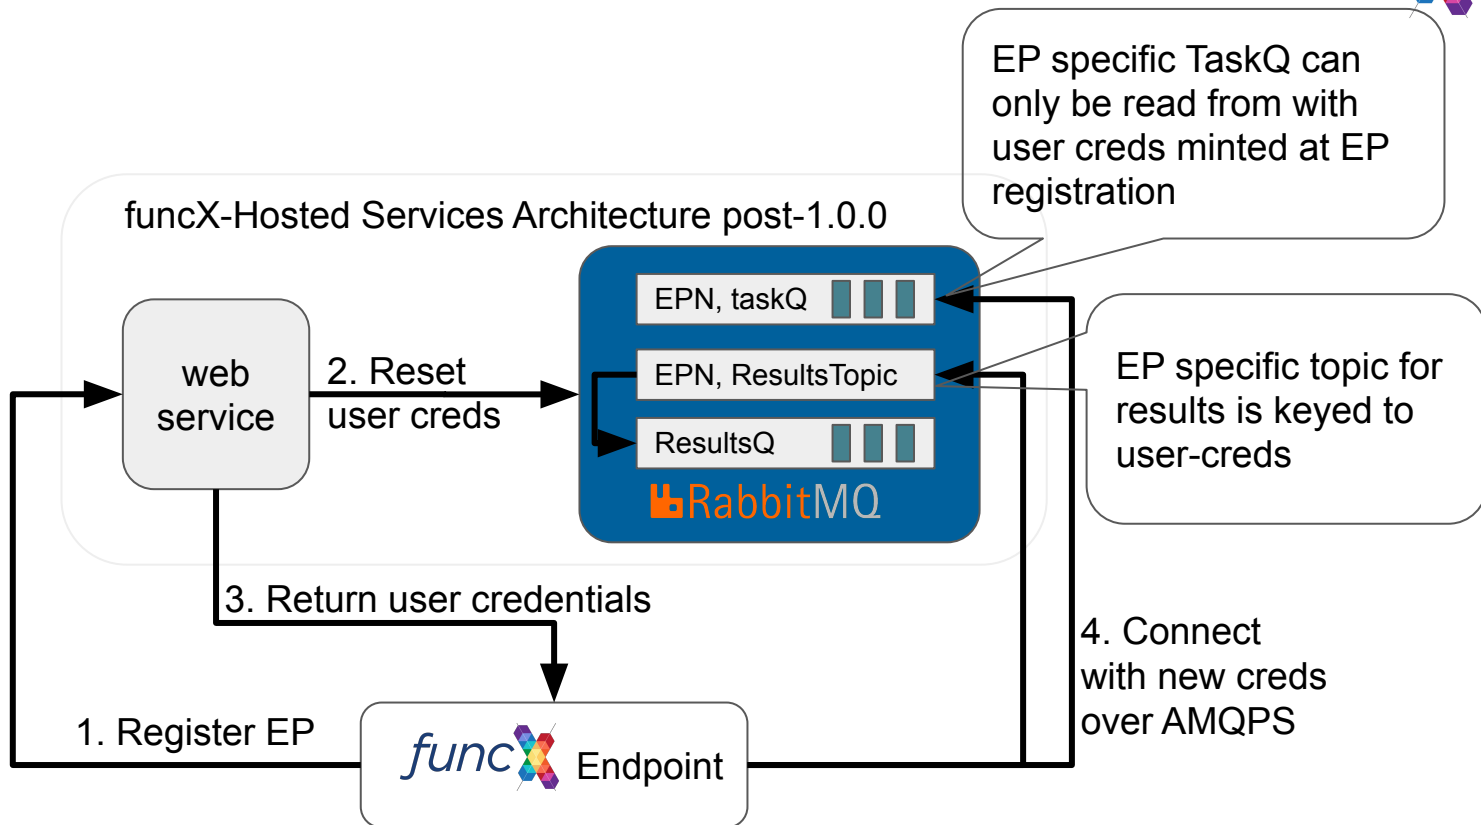 EP specific TaskQ can
only be read from with
user creds minted at EP
registration
funcX-Hosted Services Architecture post-1.0.0
EPN, taskQ
web
service
2. Reset
user creds
EPN, ResultsTopic
ResultsQ
RabbitMQ
EP specific topic for
results is keyed to
user-creds
3. Return user credentials
4. Connect
with new creds
over AMQPS
1. Register EP
funcX Endpoint